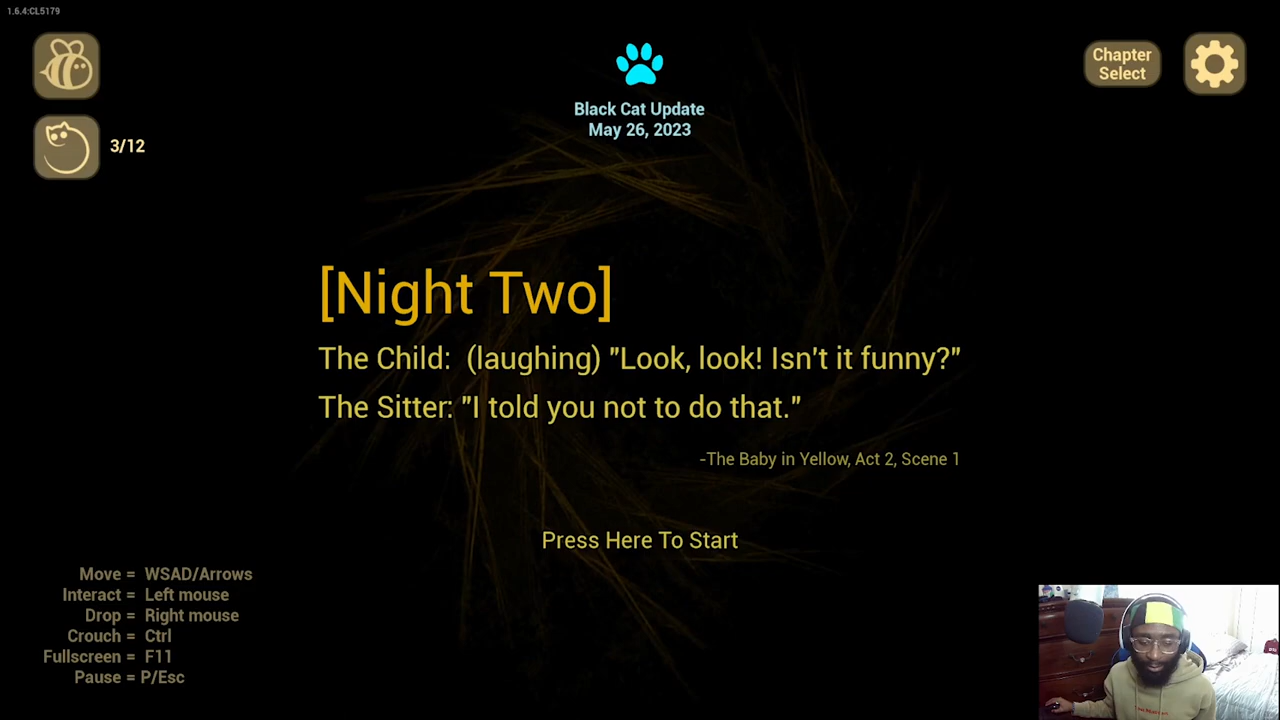 1.6.4:CL5179
Black Cat Update
May 26, 2023
Chapter
Select
3/12
[Night Two]
The Child: (laughing) "Look, look! Isn't it funny?"
The Sitter: "I told you not to do that."
-The Baby in Yellow, Act 2, Scene 1
Press Here To Start
Move = WSAD/Arrows
Interact = Left mouse
Drop = Right mouse
Crouch = Ctrl
Fullscreen = F11
Pause = P/Esc